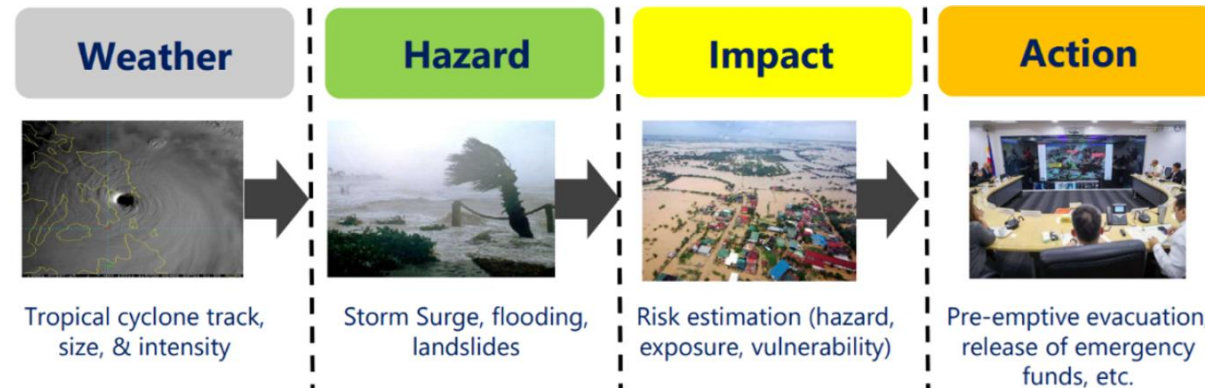 Weather
Hazard
Impact
Action
Tropical cyclone track,
size, & intensity
Storm Surge, flooding,
landslides
Risk estimation (hazard,
exposure, vulnerability)
Pre-emptive evacuation,
release of emergency
funds, etc.